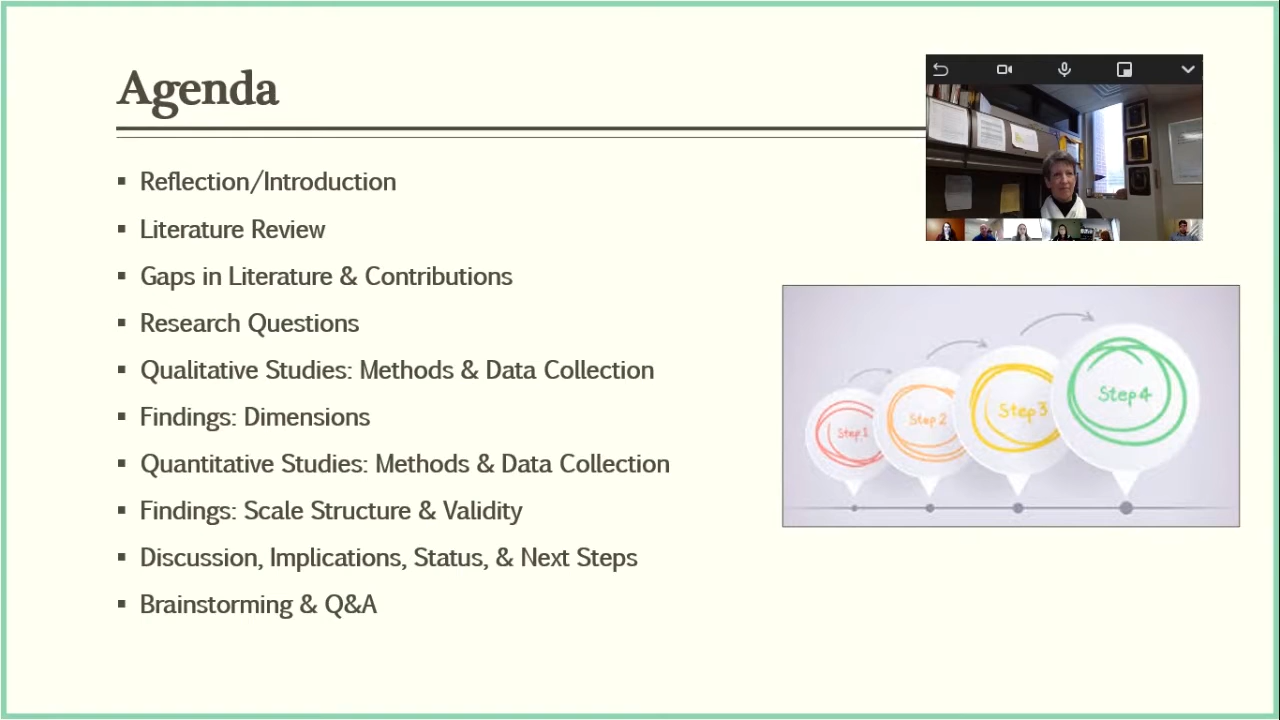 Agenda
Reflection/Introduction
Literature Review
Gaps in Literature & Contributions
Research Questions
Qualitative Studies: Methods & Data Collection
Findings: Dimensions
Quantitative Studies: Methods & Data Collection
Findings: Scale Structure & Validity
Discussion, Implications, Status, & Next Steps
Brainstorming & Q&A
Step 1
Step 2
Step 3
Step 4